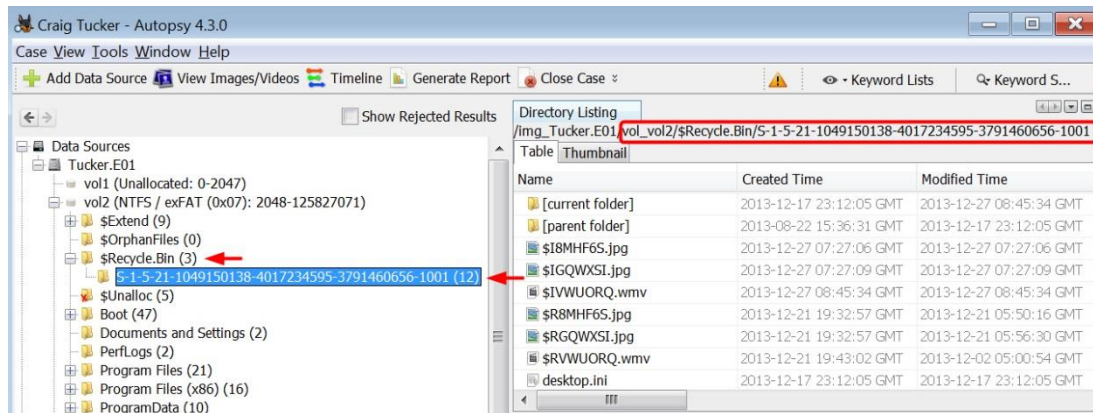 Craig Tucker - Autopsy 4.3.0
Case View Tools Window Help
Add Data Source View Images/Videos Timeline Generate Report Close Case Keyword Lists Keyword S...
Show Rejected Results
Data Sources
Tucker.E01
vol1 (Unallocated: 0-2047)
vol2 (NTFS / exFAT (0x07): 2048-125827071)
$Extend (9)
$OrphanFiles (0)
$Recycle.Bin (3)
S-1-5-21-1049150138-4017234595-3791460656-1001 (12)
$Unalloc (5)
Boot (47)
Documents and Settings (2)
PerfLogs (2)
Program Files (21)
Program Files (x86) (16)
ProgramData (10)
Directory Listing
/img_Tucker.E01/vol_vol2/$Recycle.Bin/S-1-5-21-1049150138-4017234595-3791460656-1001
Table Thumbnail
Name Created Time Modified Time
[current folder] 2013-12-17 23:12:05 GMT 2013-12-27 08:45:34 GMT
[parent folder] 2013-08-22 15:36:31 GMT 2013-12-17 23:12:05 GMT
$I8MHF6S.jpg 2013-12-27 07:27:06 GMT 2013-12-27 07:27:06 GMT
$IGQWXSI.jpg 2013-12-27 07:27:09 GMT 2013-12-27 07:27:09 GMT
$IVWUORQ.wmv 2013-12-27 08:45:34 GMT 2013-12-27 08:45:34 GMT
$R8MHF6S.jpg 2013-12-21 19:32:57 GMT 2013-12-21 05:50:16 GMT
$RGQWXSI.jpg 2013-12-21 19:32:57 GMT 2013-12-21 05:56:30 GMT
$RVWUORQ.wmv 2013-12-21 19:43:02 GMT 2013-12-02 05:00:54 GMT
desktop.ini 2013-12-17 23:12:05 GMT 2013-12-17 23:12:05 GMT